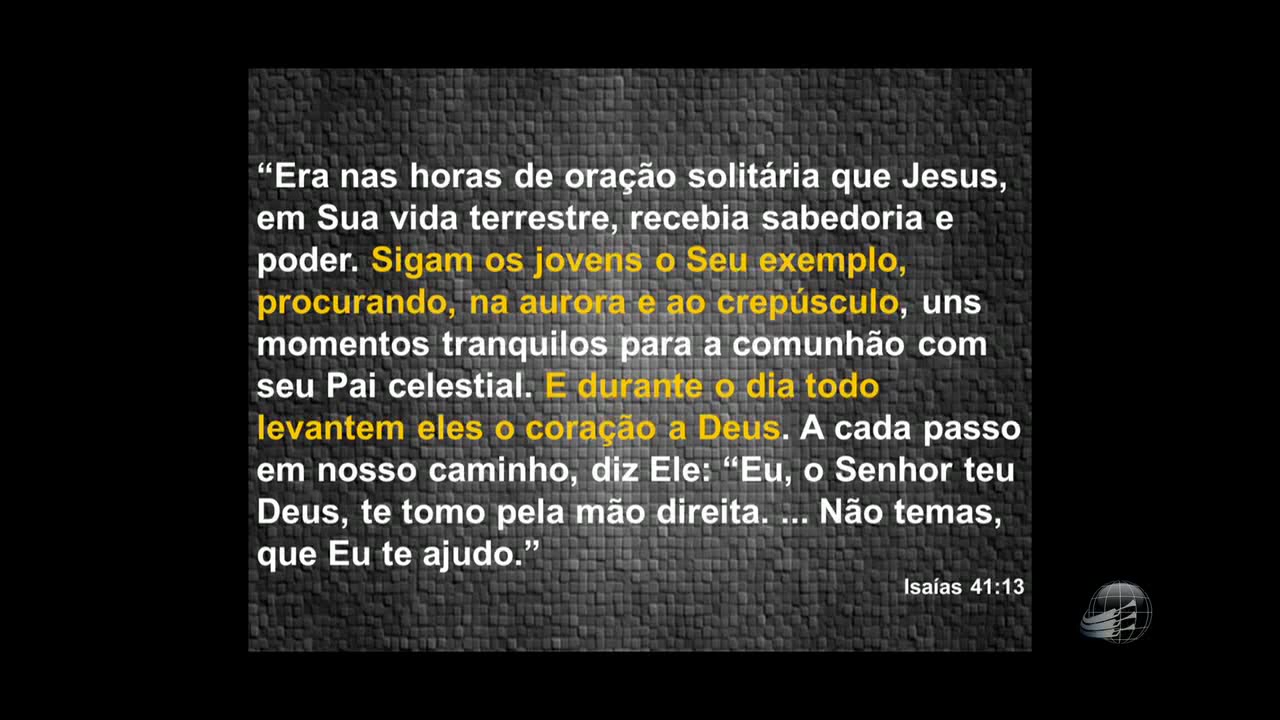 “Era nas horas de oração solitária que Jesus,
em Sua vida terrestre, recebia sabedoria e
poder. Sigam os jovens o Seu exemplo,
procurando, na aurora e ao crepúsculo, uns
momentos tranquilos para a comunhão com
seu Pai celestial. E durante o dia todo
levantem eles o coração a Deus. A cada passo
em nosso caminho, diz Ele: “Eu, o Senhor teu
Deus, te tomo pela mão direita. ... Não temas,
que Eu te ajudo.”
Isaías 41:13